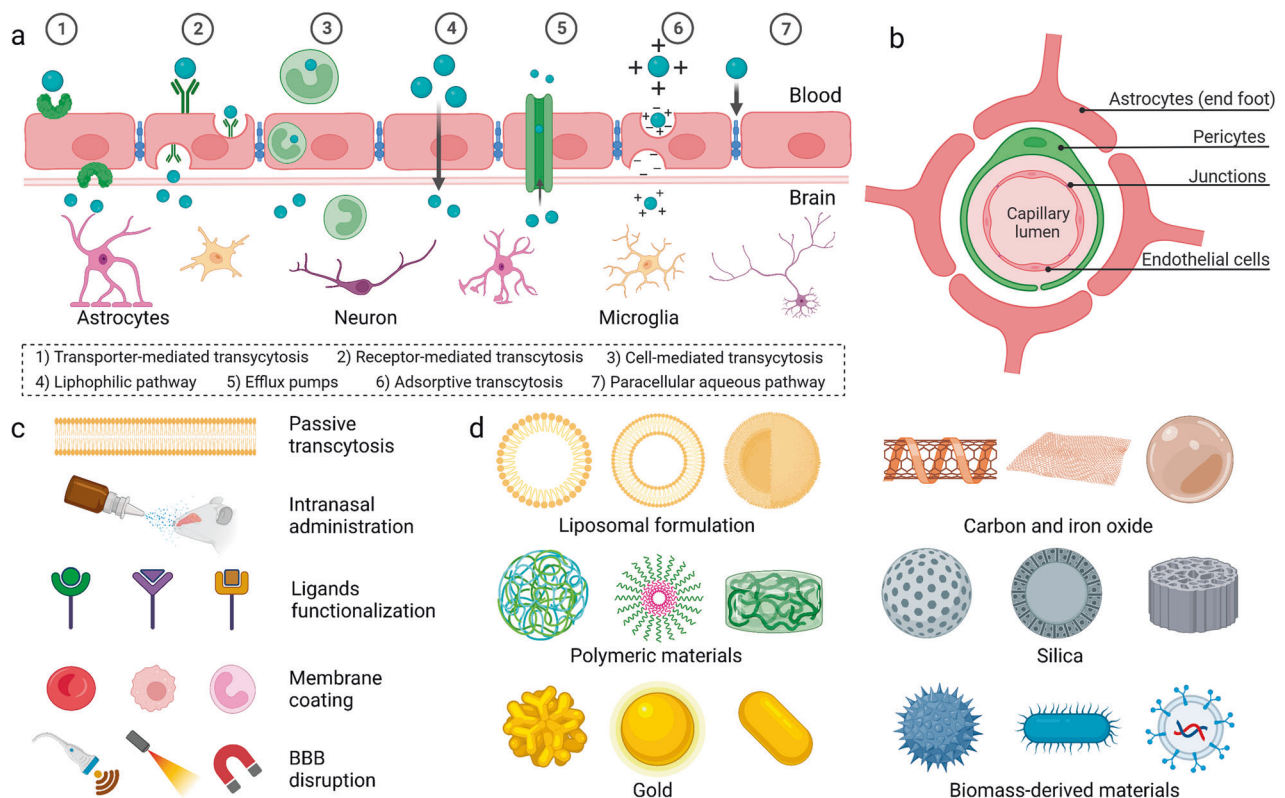 a
1
2
3
4
5
6
7
Blood
Brain
Astrocytes
Neuron
Microglia
1) Transporter-mediated transycytosis 2) Receptor-mediated transcytosis 3) Cell-mediated transycytosis
4) Liphophilic pathway 5) Efflux pumps 6) Adsorptive transcytosis 7) Paracellular aqueous pathway
b
Astrocytes (end foot)
Pericytes
Junctions
Capillary
lumen
Endothelial cells
c
Passive
transcytosis
Intranasal
administration
Ligands
functionalization
Membrane
coating
BBB
disruption
d
Liposomal formulation
Carbon and iron oxide
Polymeric materials
Silica
Gold
Biomass-derived materials